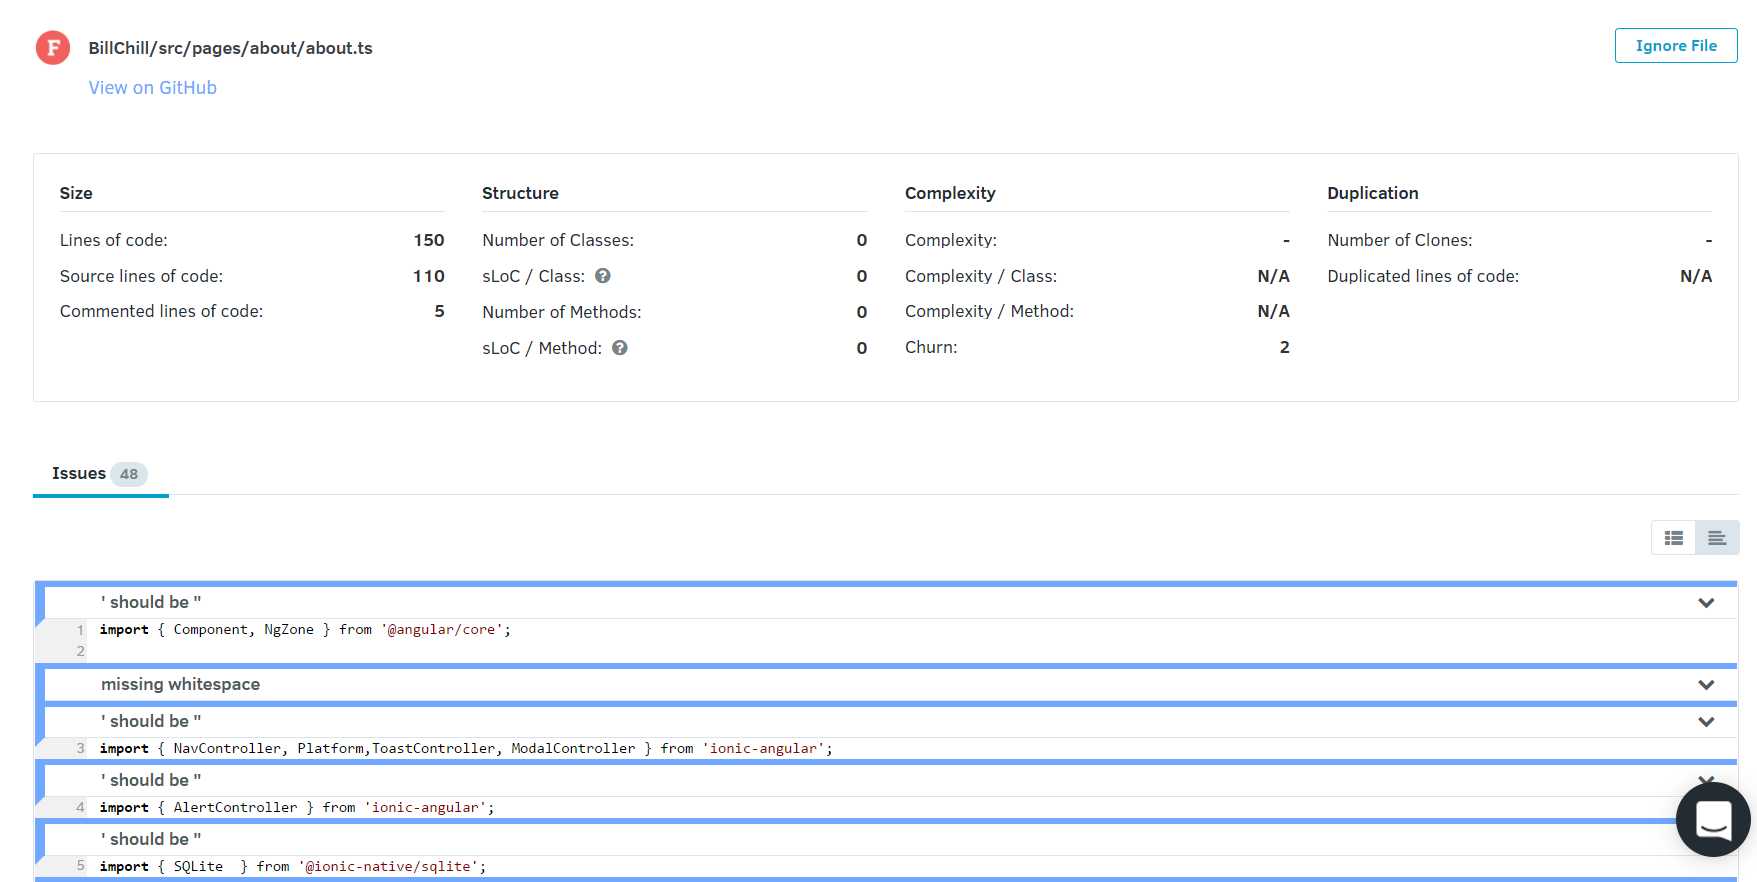 F BillChill/src/pages/about/about.ts
Ignore File
View on GitHub
Size
Lines of code: 150
Source lines of code: 110
Commented lines of code: 5
Structure
Number of Classes: 0
sLoC / Class: ? 0
Number of Methods: 0
sLoC / Method: ? 0
Complexity
Complexity: -
Complexity / Class: N/A
Complexity / Method: N/A
Churn: 2
Duplication
Number of Clones: -
Duplicated lines of code: N/A
Issues 48
' should be "
1 import { Component, NgZone } from '@angular/core';
2
missing whitespace
' should be "
3 import { NavController, Platform,ToastController, ModalController } from 'ionic-angular';
' should be "
4 import { AlertController } from 'ionic-angular';
' should be "
5 import { SQLite  } from '@ionic-native/sqlite';